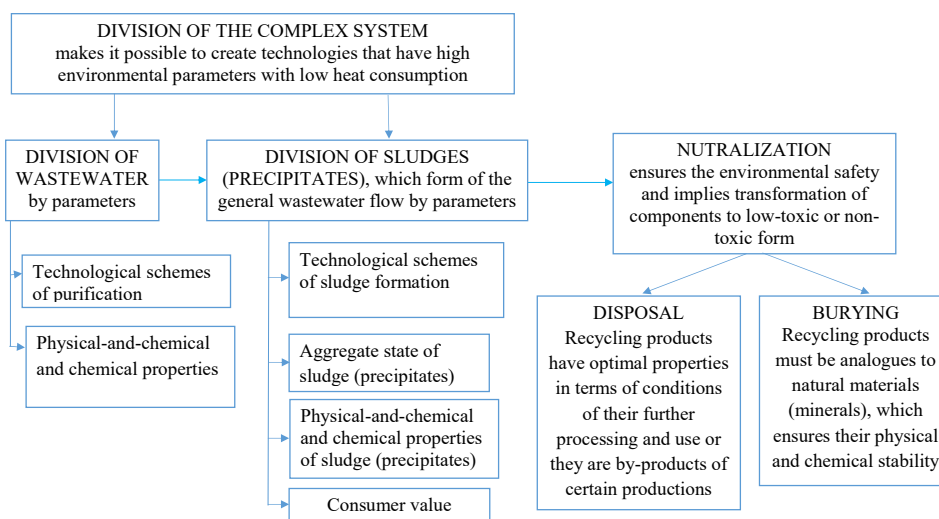 DIVISION OF THE COMPLEX SYSTEM
makes it possible to create technologies that have high
environmental parameters with low heat consumption
DIVISION OF
WASTEWATER
by parameters
DIVISION OF SLUDGES
(PRECIPITATES), which form of the
general wastewater flow by parameters
NUTRALIZATION
ensures the environmental safety
and implies transformation of
components to low-toxic or non-
toxic form
Technological schemes
of purification
Physical-and-chemical
and chemical properties
Technological schemes
of sludge formation
Aggregate state of
sludge (precipitates)
Physical-and-chemical
and chemical properties
of sludge (precipitates)
Consumer value
DISPOSAL
Recycling products
have optimal properties
in terms of conditions
of their further
processing and use or
they are by-products of
certain productions
BURYING
Recycling products
must be analogues to
natural materials
(minerals), which
ensures their physical
and chemical stability